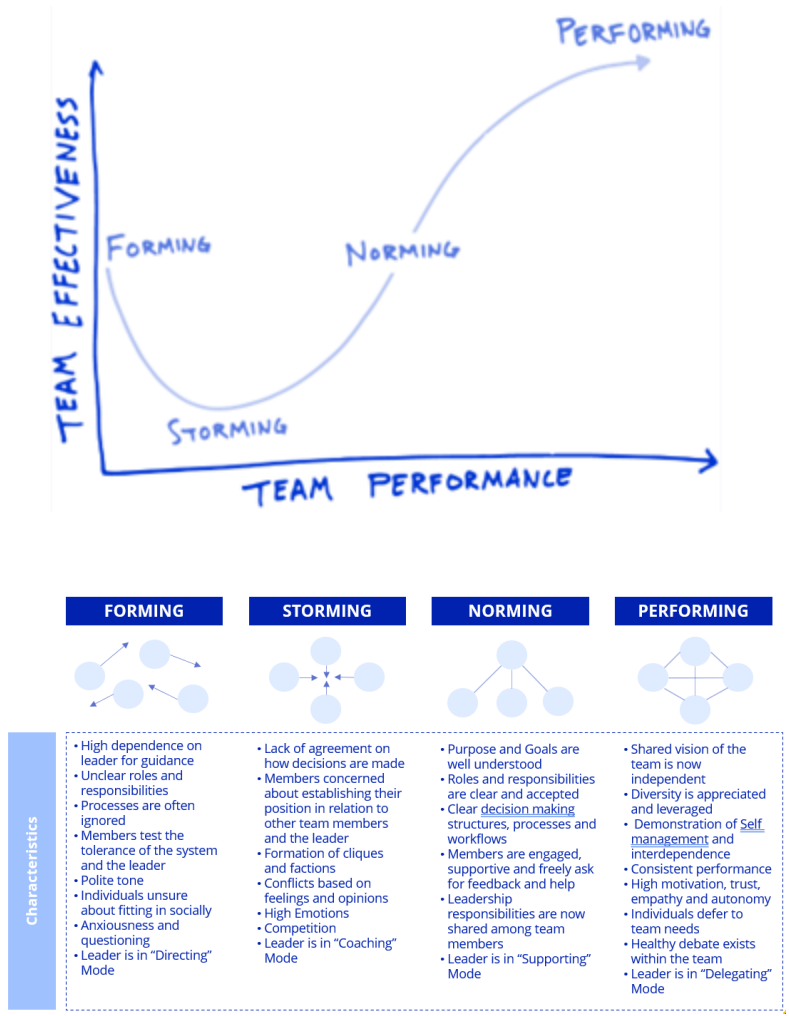 PERFORMING
TEAM EFFECTIVENESS
FORMING
NORMING
STORMING
TEAM PERFORMANCE
FORMING
STORMING
NORMING
PERFORMING
Characteristics
• High dependence on
leader for guidance
• Unclear roles and
responsibilities
• Processes are often
ignored
• Members test the
tolerance of the system
and the leader
• Polite tone
• Individuals unsure
about fitting in socially
• Anxiousness and
questioning
• Leader is in “Directing”
Mode
• Lack of agreement on
how decisions are made
• Members concerned
about establishing their
position in relation to
other team members
and the leader
• Formation of cliques
and factions
• Conflicts based on
feelings and opinions
• High Emotions
• Competition
• Leader is in “Coaching”
Mode
• Purpose and Goals are
well understood
• Roles and responsibilities
are clear and accepted
• Clear decision making
structures, processes and
workflows
• Members are engaged,
supportive and freely ask
for feedback and help
• Leadership
responsibilities are now
shared among team
members
• Leader is in “Supporting”
Mode
• Shared vision of the
team is now
independent
• Diversity is appreciated
and leveraged
• Demonstration of Self
management and
interdependence
• Consistent performance
• High motivation, trust,
empathy and autonomy
• Individuals defer to
team needs
• Healthy debate exists
within the team
• Leader is in “Delegating”
Mode